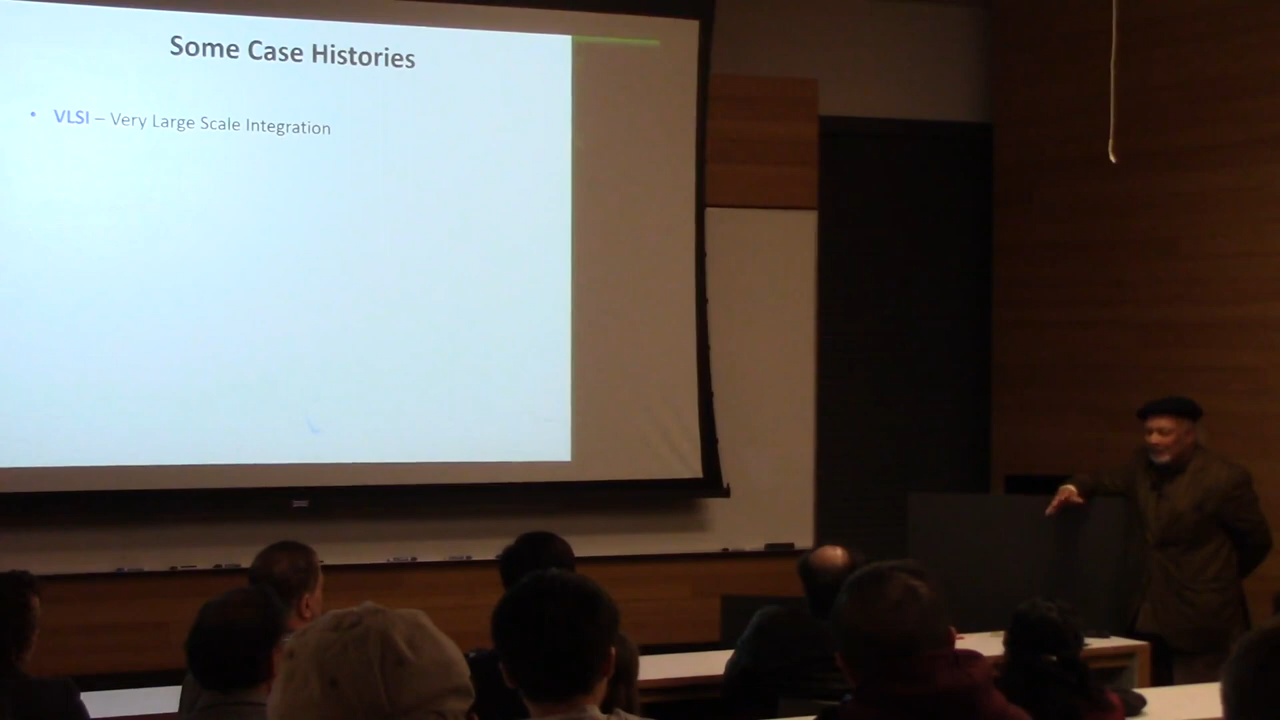 Some Case Histories
• VLSI – Very Large Scale Integration